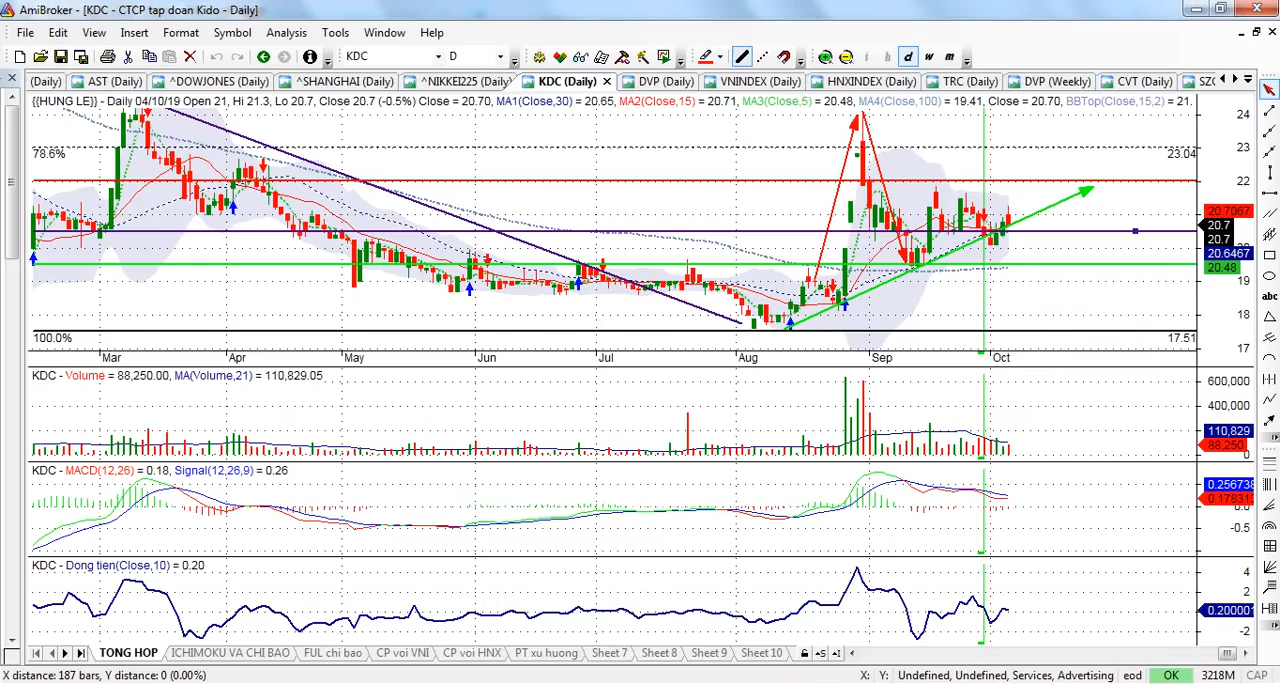 AmiBroker - [KDC - CTCP tap doan Kido - Daily]
File Edit View Insert Format Symbol Analysis Tools Window Help
KDC D i h d w m
(Daily) AST (Daily) ^DOWJONES (Daily) ^SHANGHAI (Daily) ^NIKKEI225 (Daily) KDC (Daily) DVP (Daily) VNINDEX (Daily) HNXINDEX (Daily) TRC (Daily) DVP (Weekly) CVT (Daily)
{{HUNG LE}} - Daily 04/10/19 Open 21, Hi 21.3, Lo 20.7, Close 20.7 (-0.5%) Close = 20.70, MA1(Close,30) = 20.65, MA2(Close,15) = 20.71, MA3(Close,5) = 20.48, MA4(Close,100) = 19.41, Close = 20.70, BBTop(Close,15,2) = 21.
24
78.6%
23
23.04
22
20.7067
20.7
20.7
20.6467
20.48
19
18
100.0%
17.51
17
Mar Apr May Jun Jul Aug Sep Oct
KDC - Volume = 88,250.00, MA(Volume,21) = 110,829.05
600,000
400,000
110,829
88,250
0
KDC - MACD(12,26) = 0.18, Signal(12,26,9) = 0.26
0.256738
0.0
-0.5
KDC - Dong tien(Close,10) = 0.20
4
2
0.200001
-2
TONG HOP ICHIMOKU VA CHI BAO FUL chi bao CP voi VNI CP voi HNX PT xu huong Sheet 7 Sheet 8 Sheet 9 Sheet 10
X distance: 187 bars, Y distance: 0 (0.00%) X: Y: Undefined, Undefined, Services, Advertising eod OK 3218M CAP
abc